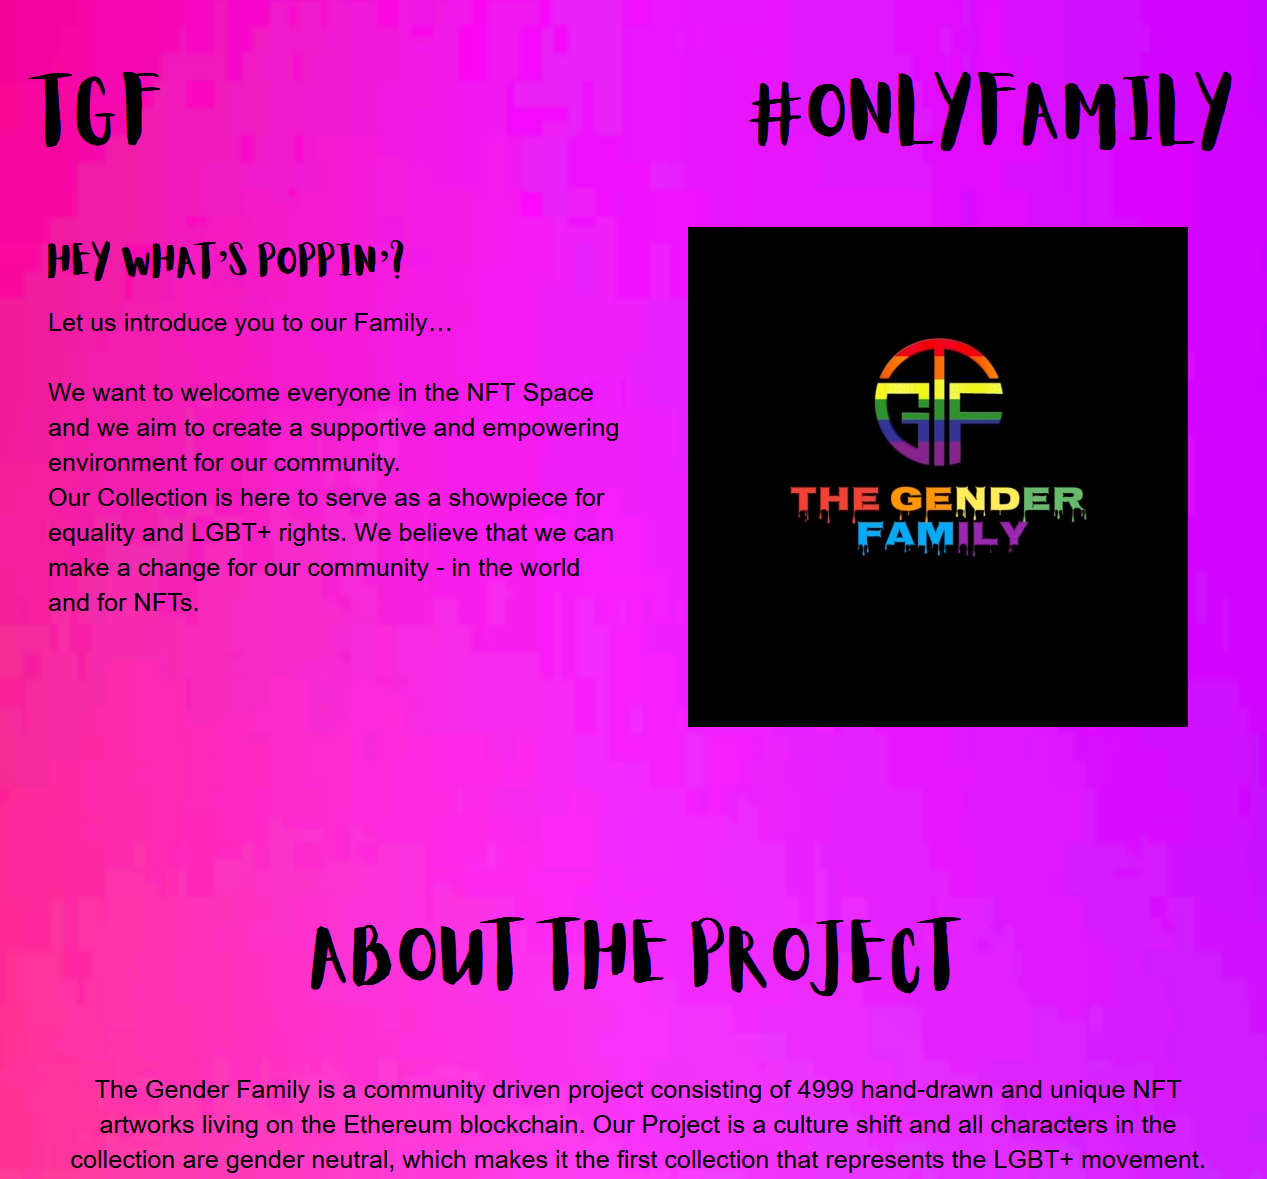 TGF
#ONLYFAMILY
HEY WHAT'S POPPIN'?
Let us introduce you to our Family…
We want to welcome everyone in the NFT Space
and we aim to create a supportive and empowering
environment for our community.
Our Collection is here to serve as a showpiece for
equality and LGBT+ rights. We believe that we can
make a change for our community - in the world
and for NFTs.
GTF
THE GENDER
FAMILY
ABOUT THE PROJECT
The Gender Family is a community driven project consisting of 4999 hand-drawn and unique NFT
artworks living on the Ethereum blockchain. Our Project is a culture shift and all characters in the
collection are gender neutral, which makes it the first collection that represents the LGBT+ movement.